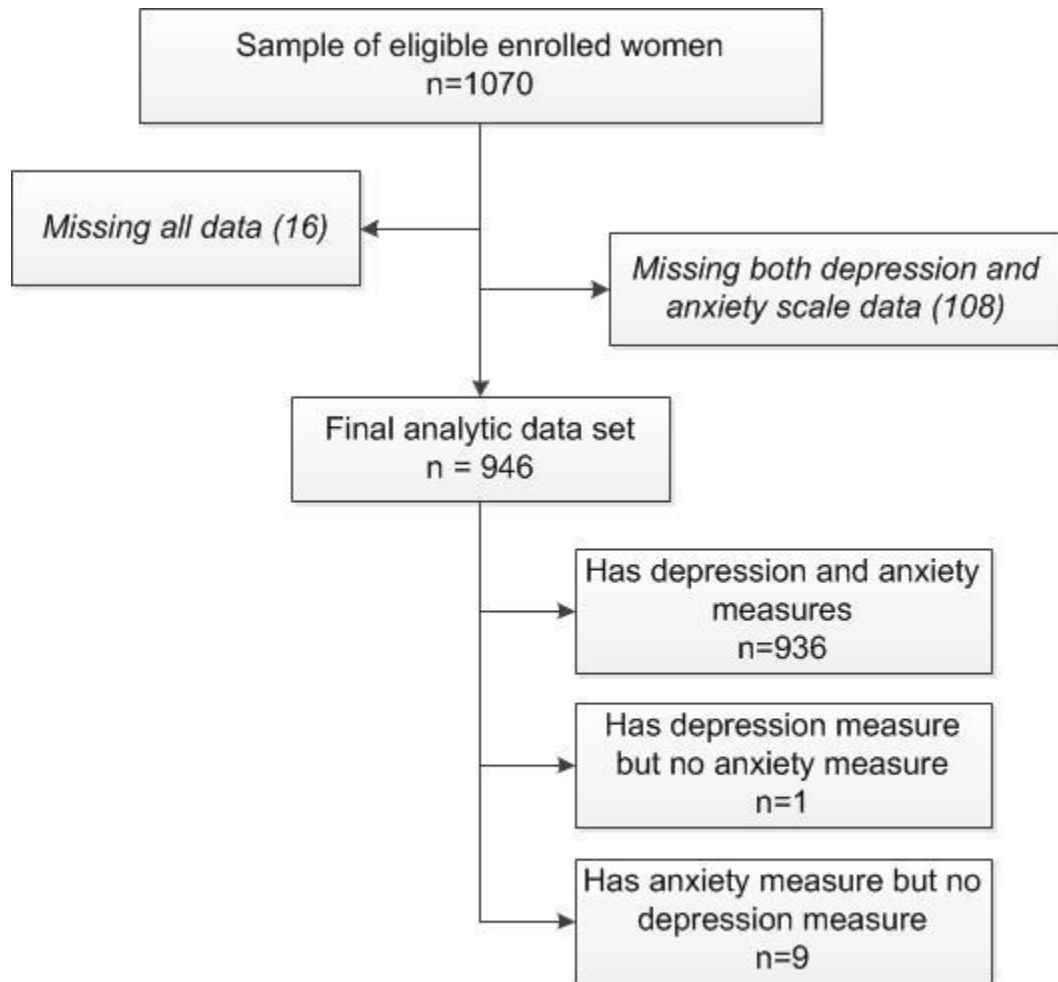 Sample of eligible enrolled women
n=1070
Missing all data (16)
Missing both depression and
anxiety scale data (108)
Final analytic data set
n = 946
Has depression and anxiety
measures
n=936
Has depression measure
but no anxiety measure
n=1
Has anxiety measure but no
depression measure
n=9